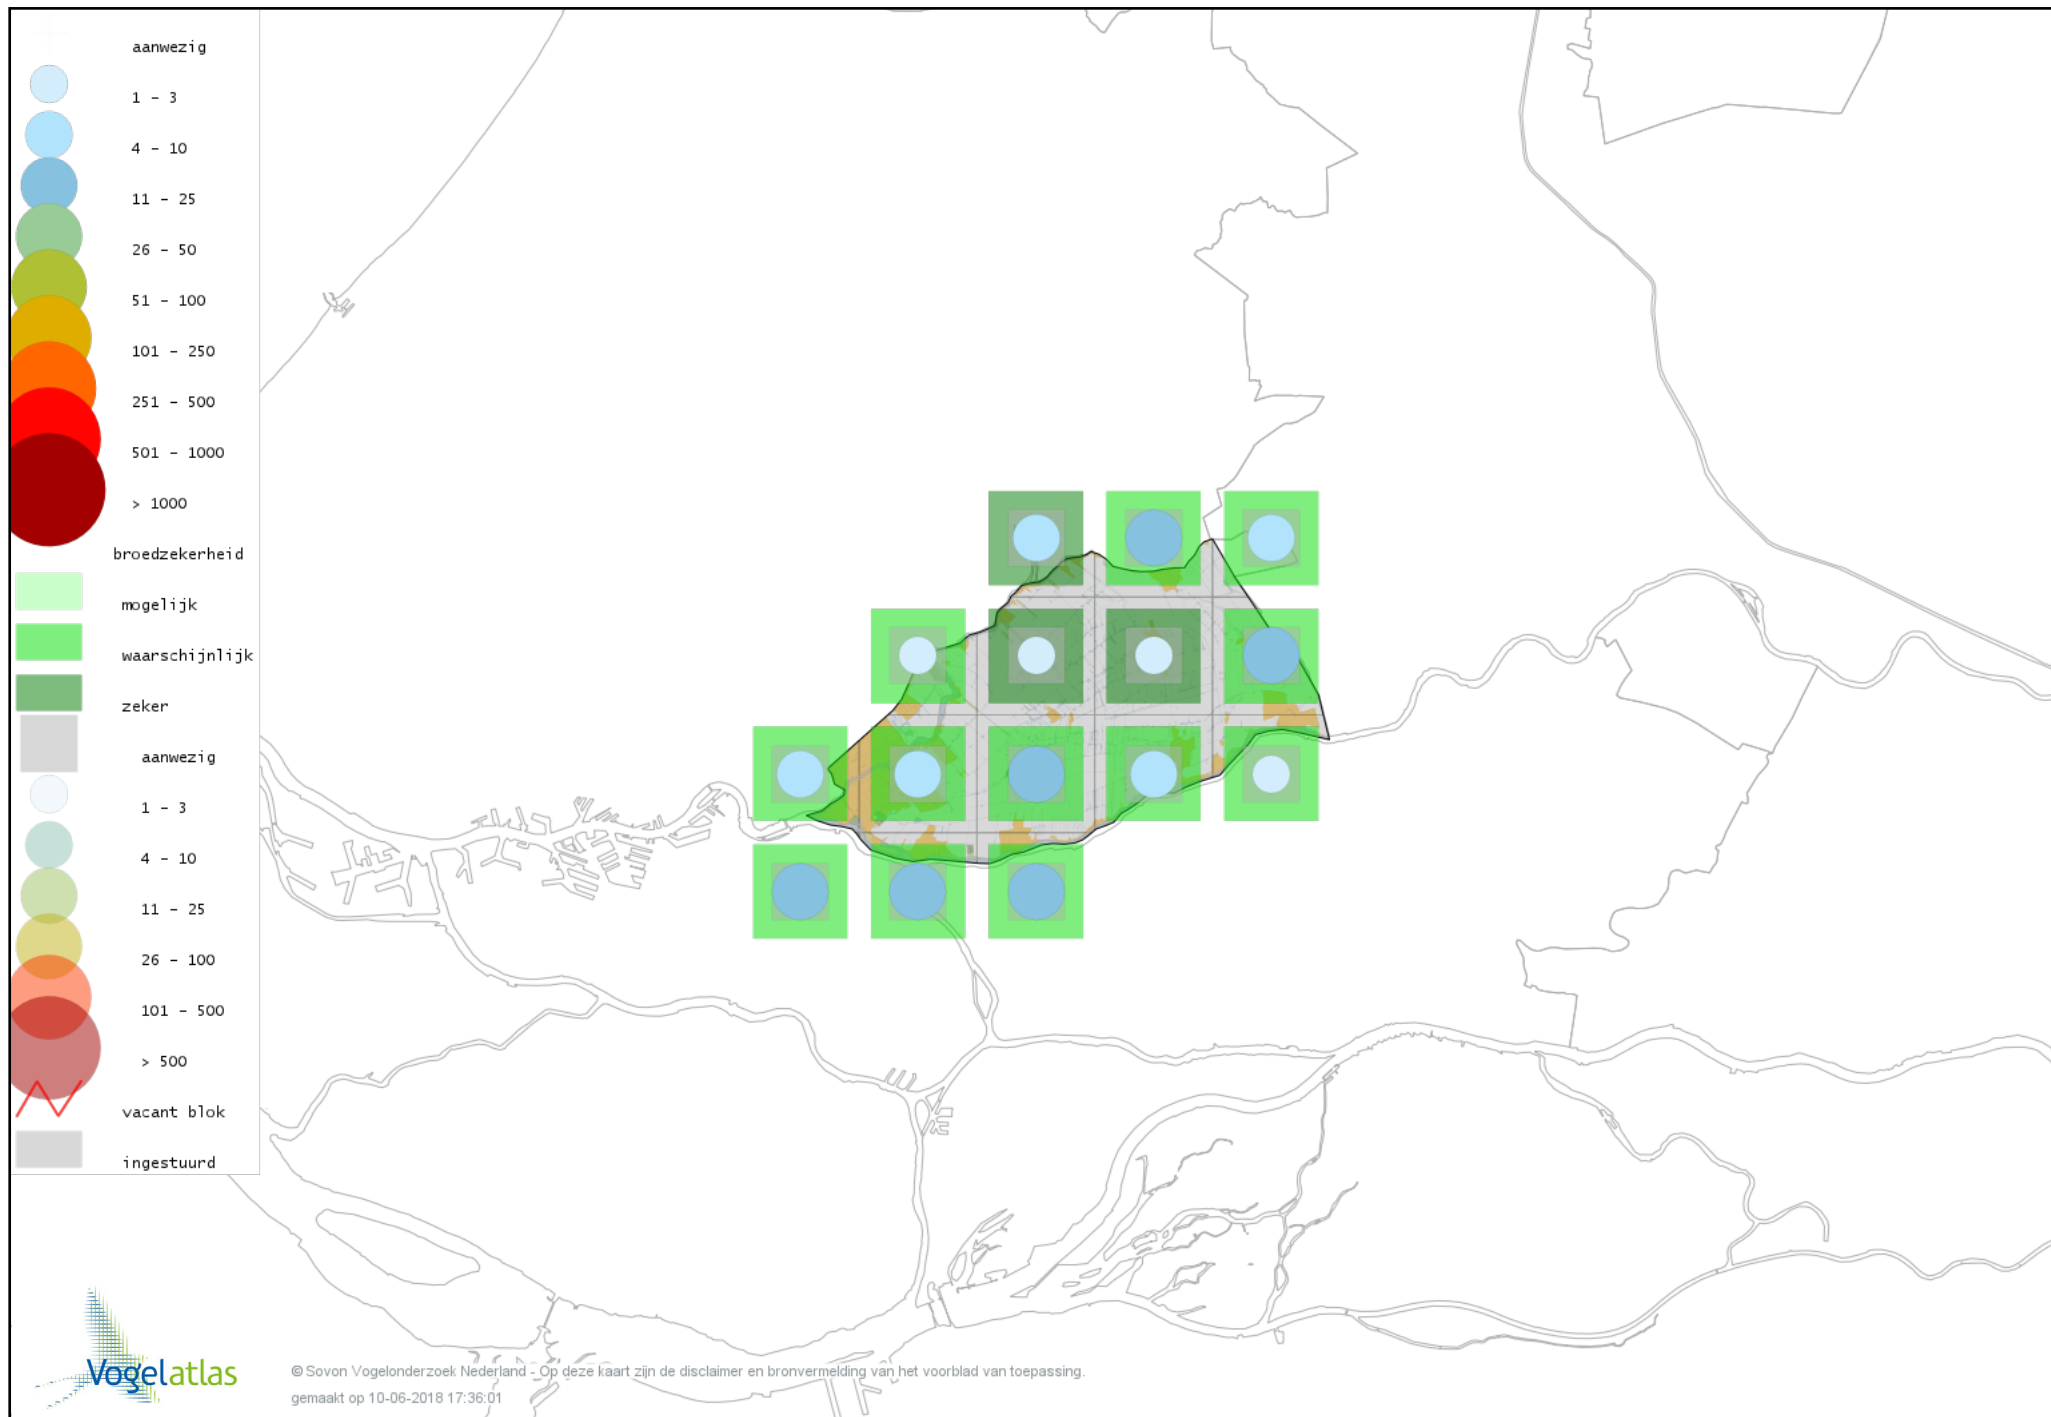 aanwezig
1 - 3
4 - 10
11 - 25
26 - 50
51 - 100
101 - 250
251 - 500
501 - 1000
> 1000
broedzekerheid
mogelijk
waarschijnlijk
zeker
aanwezig
1 - 3
4 - 10
11 - 25
26 - 100
101 - 500
> 500
vacant blok
ingestuurd
Vogelatlas
© Sovon Vogelonderzoek Nederland - Op deze kaart zijn de disclaimer en bronvermelding van het voorblad van toepassing.
gemaakt op 10-06-2018 17:36:01